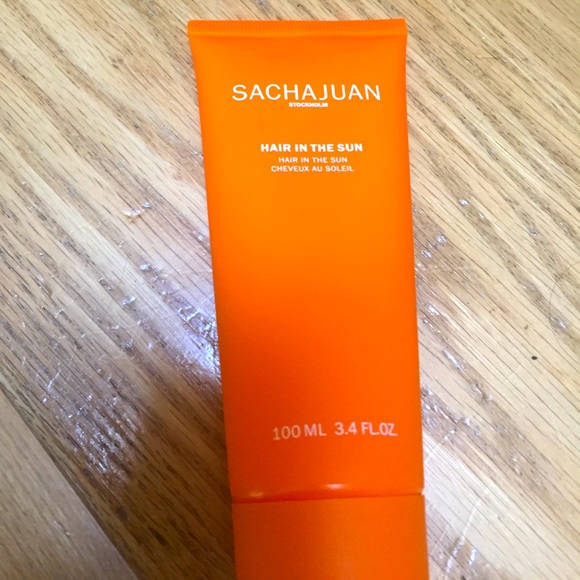 SACHAJUAN
STOCKHOLM
HAIR IN THE SUN
HAIR IN THE SUN
CHEVEUX AU SOLEIL
100 ML 3.4 FL.OZ.